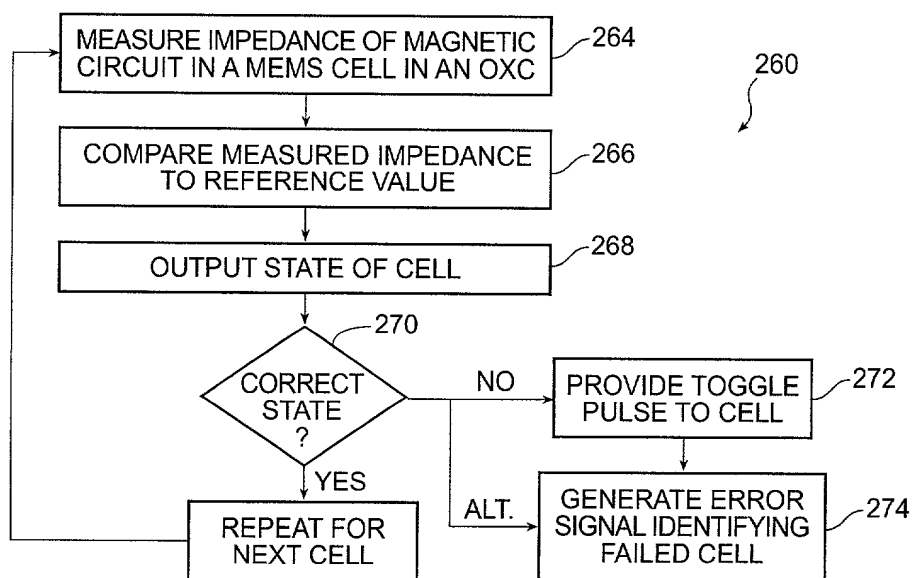 MEASURE IMPEDANCE OF MAGNETIC
CIRCUIT IN A MEMS CELL IN AN OXC
264
260
COMPARE MEASURED IMPEDANCE
TO REFERENCE VALUE
266
OUTPUT STATE OF CELL
268
270
CORRECT
STATE
?
NO
PROVIDE TOGGLE
PULSE TO CELL
272
YES
REPEAT FOR
NEXT CELL
ALT.
GENERATE ERROR
SIGNAL IDENTIFYING
FAILED CELL
274